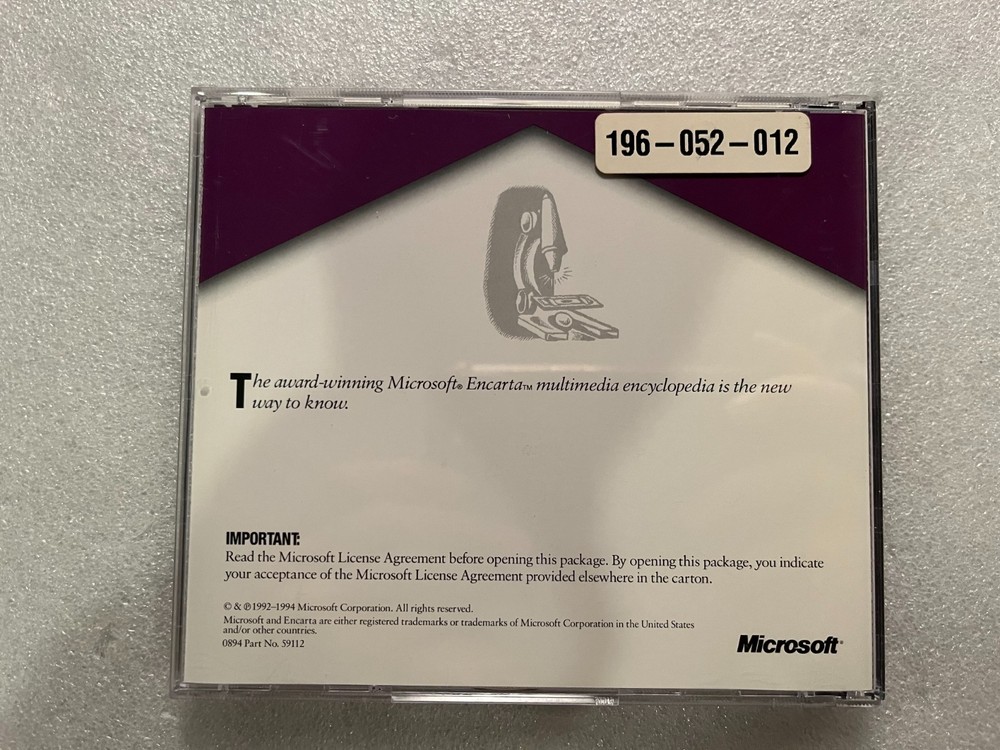 196-052-012
The award-winning Microsoft® Encarta™ multimedia encyclopedia is the new
way to know.
IMPORTANT:
Read the Microsoft License Agreement before opening this package. By opening this package, you indicate
your acceptance of the Microsoft License Agreement provided elsewhere in the carton.
© & ℗ 1992–1994 Microsoft Corporation. All rights reserved.
Microsoft and Encarta are either registered trademarks or trademarks of Microsoft Corporation in the United States
and/or other countries.
0894 Part No. 59112
Microsoft®